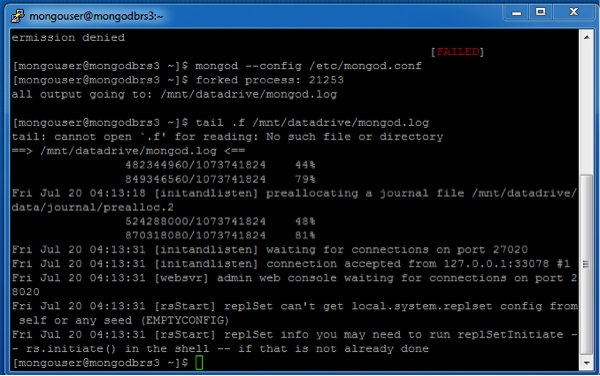 mongouser@mongodbrs3:~
ermission denied
[FAILED]
[mongouser@mongodbrs3 ~]$ mongod --config /etc/mongod.conf
[mongouser@mongodbrs3 ~]$ forked process: 21253
all output going to: /mnt/datadrive/mongod.log
[mongouser@mongodbrs3 ~]$ tail .f /mnt/datadrive/mongod.log
tail: cannot open `.f' for reading: No such file or directory
==> /mnt/datadrive/mongod.log <==
482344960/1073741824 44%
849346560/1073741824 79%
Fri Jul 20 04:13:18 [initandlisten] preallocating a journal file /mnt/datadrive/
data/journal/prealloc.2
524288000/1073741824 48%
870318080/1073741824 81%
Fri Jul 20 04:13:31 [initandlisten] waiting for connections on port 27020
Fri Jul 20 04:13:31 [initandlisten] connection accepted from 127.0.0.1:33078 #1
Fri Jul 20 04:13:31 [websvr] admin web console waiting for connections on port 2
8020
Fri Jul 20 04:13:31 [rsStart] replSet can't get local.system.replset config from
self or any seed (EMPTYCONFIG)
Fri Jul 20 04:13:31 [rsStart] replSet info you may need to run replSetInitiate -
- rs.initiate() in the shell -- if that is not already done
[mongouser@mongodbrs3 ~]$